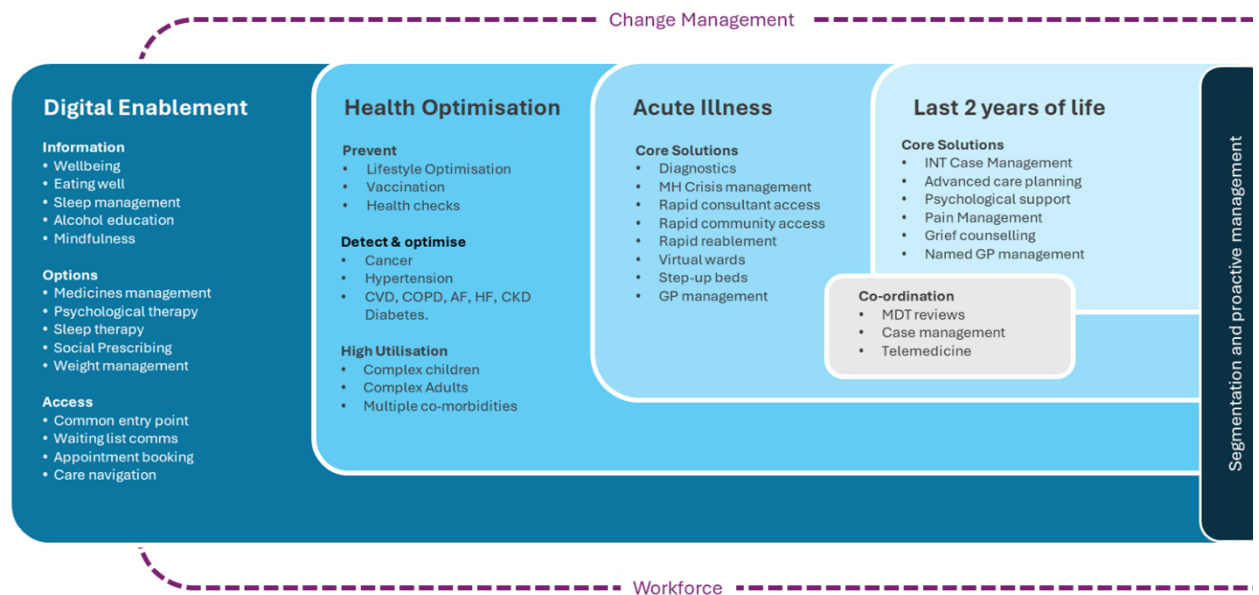 Change Management
Digital Enablement
Information
• Wellbeing
• Eating well
• Sleep management
• Alcohol education
• Mindfulness
Options
• Medicines management
• Psychological therapy
• Sleep therapy
• Social Prescribing
• Weight management
Access
• Common entry point
• Waiting list comms
• Appointment booking
• Care navigation
Health Optimisation
Prevent
• Lifestyle Optimisation
• Vaccination
• Health checks
Detect & optimise
• Cancer
• Hypertension
• CVD, COPD, AF, HF, CKD
Diabetes.
High Utilisation
• Complex children
• Complex Adults
• Multiple co-morbidities
Acute Illness
Core Solutions
• Diagnostics
• MH Crisis management
• Rapid consultant access
• Rapid community access
• Rapid reablement
• Virtual wards
• Step-up beds
• GP management
Last 2 years of life
Core Solutions
• INT Case Management
• Advanced care planning
• Psychological support
• Pain Management
• Grief counselling
• Named GP management
Co-ordination
• MDT reviews
• Case management
• Telemedicine
Segmentation and proactive management
Workforce